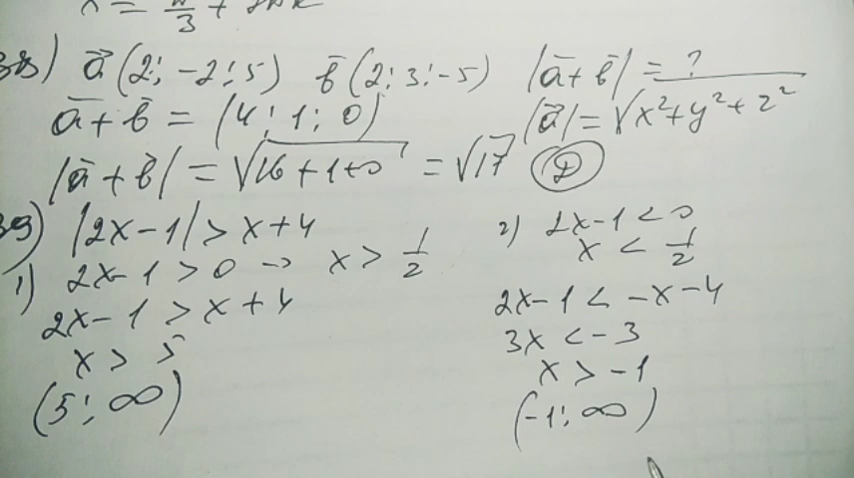 x = π/3 + 2πk
38) a⃗ (2; -2; 5) b̄ (2; 3; -5) |ā + b̄| = ?
ā + b̄ = (4; 1; 0) |ā| = √x² + y² + z²
|ā + b̄| = √16 + 1 + 0 = √17 D
39) |2x - 1| > x + 4
1) 2x - 1 > 0 -> x > 1/2
2x - 1 > x + 4
x > 5
(5; ∞)
2) 2x - 1 < 0
x < 1/2
2x - 1 < -x - 4
3x < -3
x > -1
(-1; ∞)